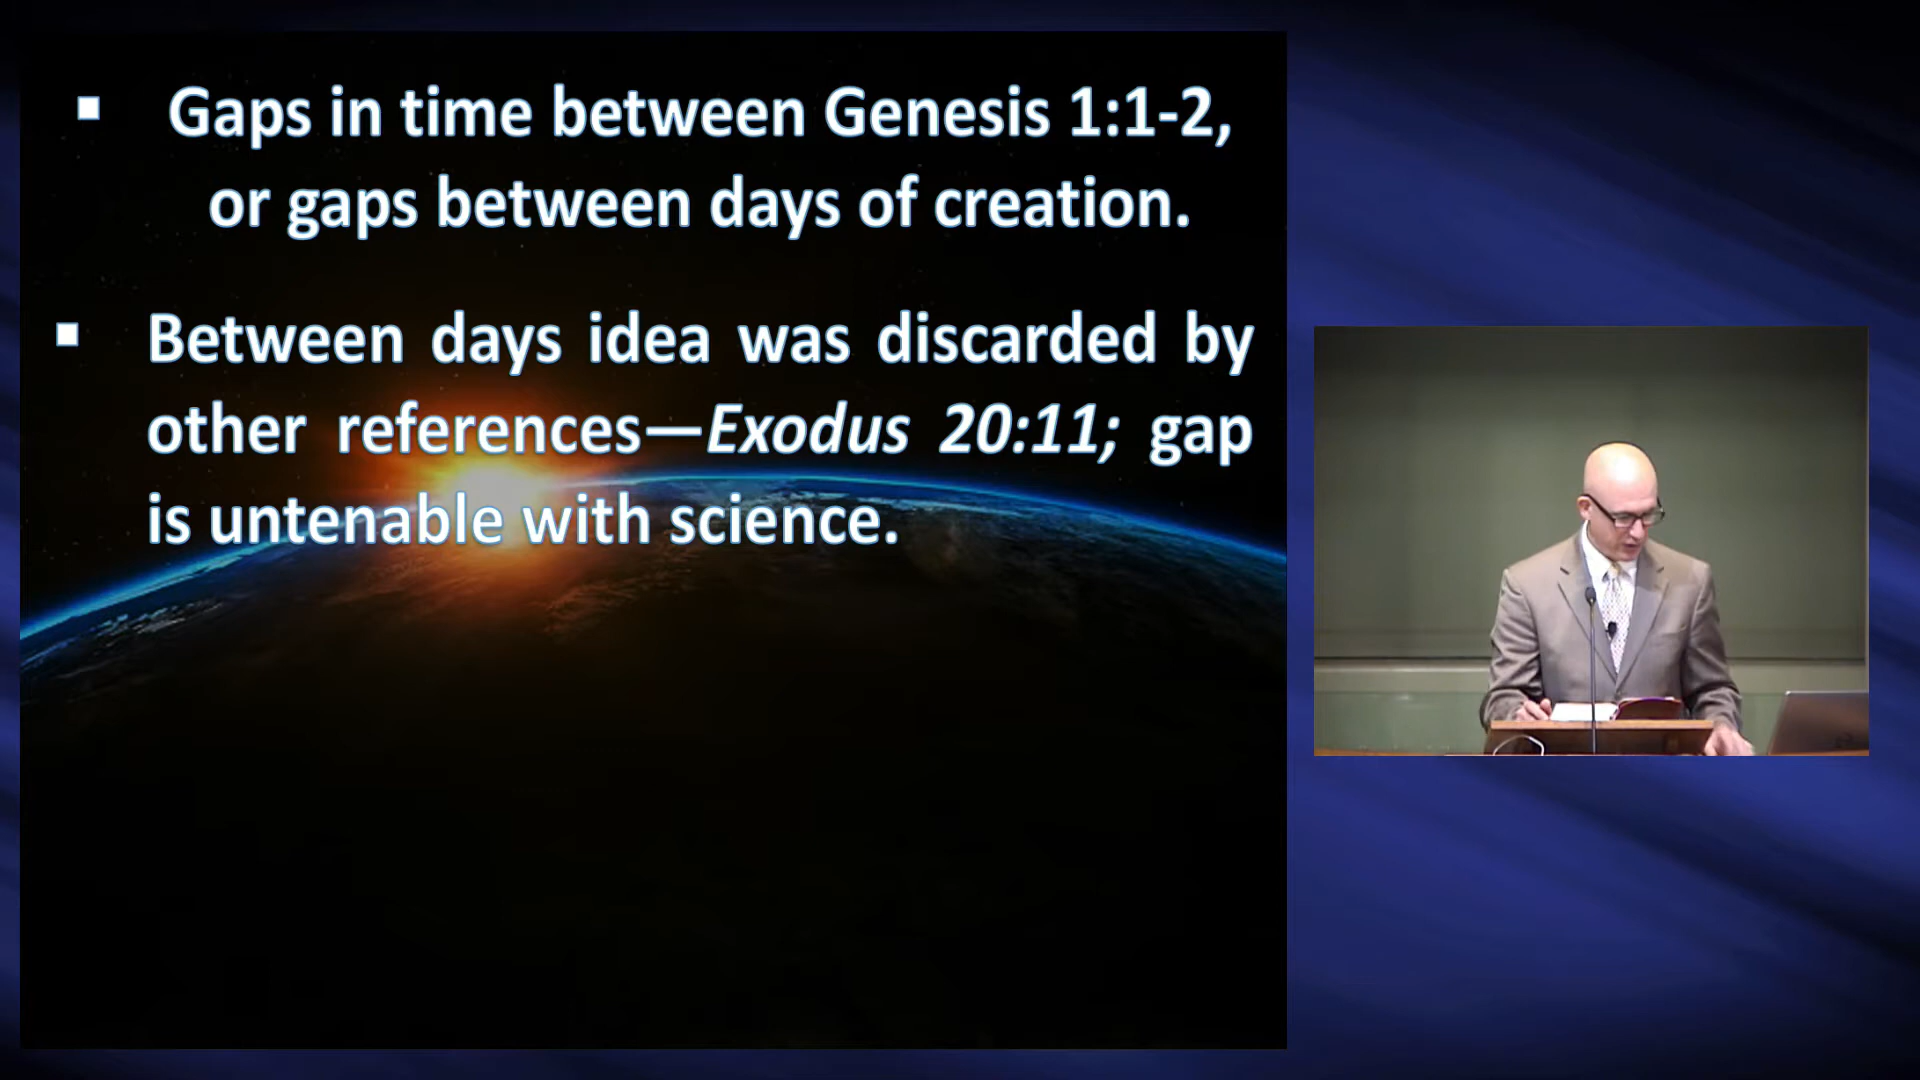 ▪ Gaps in time between Genesis 1:1-2,
or gaps between days of creation.
▪ Between days idea was discarded by
other references—Exodus 20:11; gap
is untenable with science.